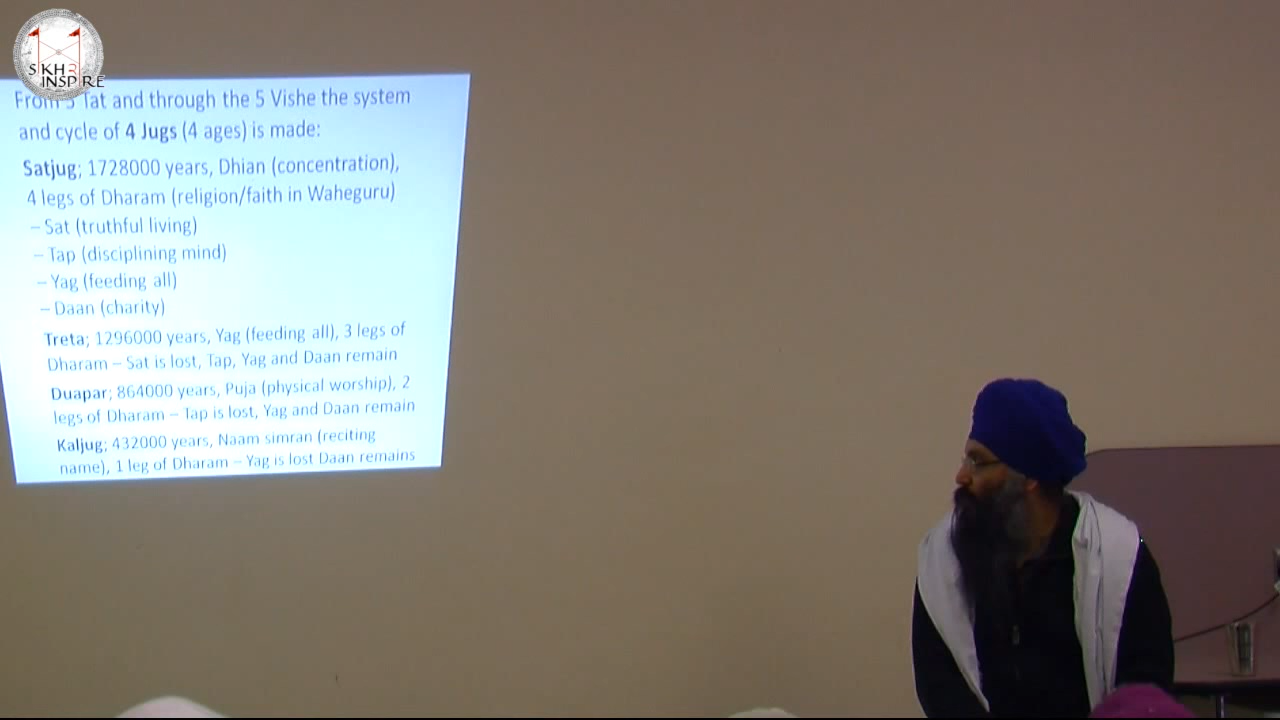 SIKH 2 INSPIRE
From 5 Tat and through the 5 Vishe the system
and cycle of 4 Jugs (4 ages) is made:
Satjug; 1728000 years, Dhian (concentration),
4 legs of Dharam (religion/faith in Waheguru)
– Sat (truthful living)
– Tap (disciplining mind)
– Yag (feeding all)
– Daan (charity)
Treta; 1296000 years, Yag (feeding all), 3 legs of
Dharam – Sat is lost, Tap, Yag and Daan remain
Duapar; 864000 years, Puja (physical worship), 2
legs of Dharam – Tap is lost, Yag and Daan remain
Kaljug; 432000 years, Naam simran (reciting
name), 1 leg of Dharam – Yag is lost Daan remains